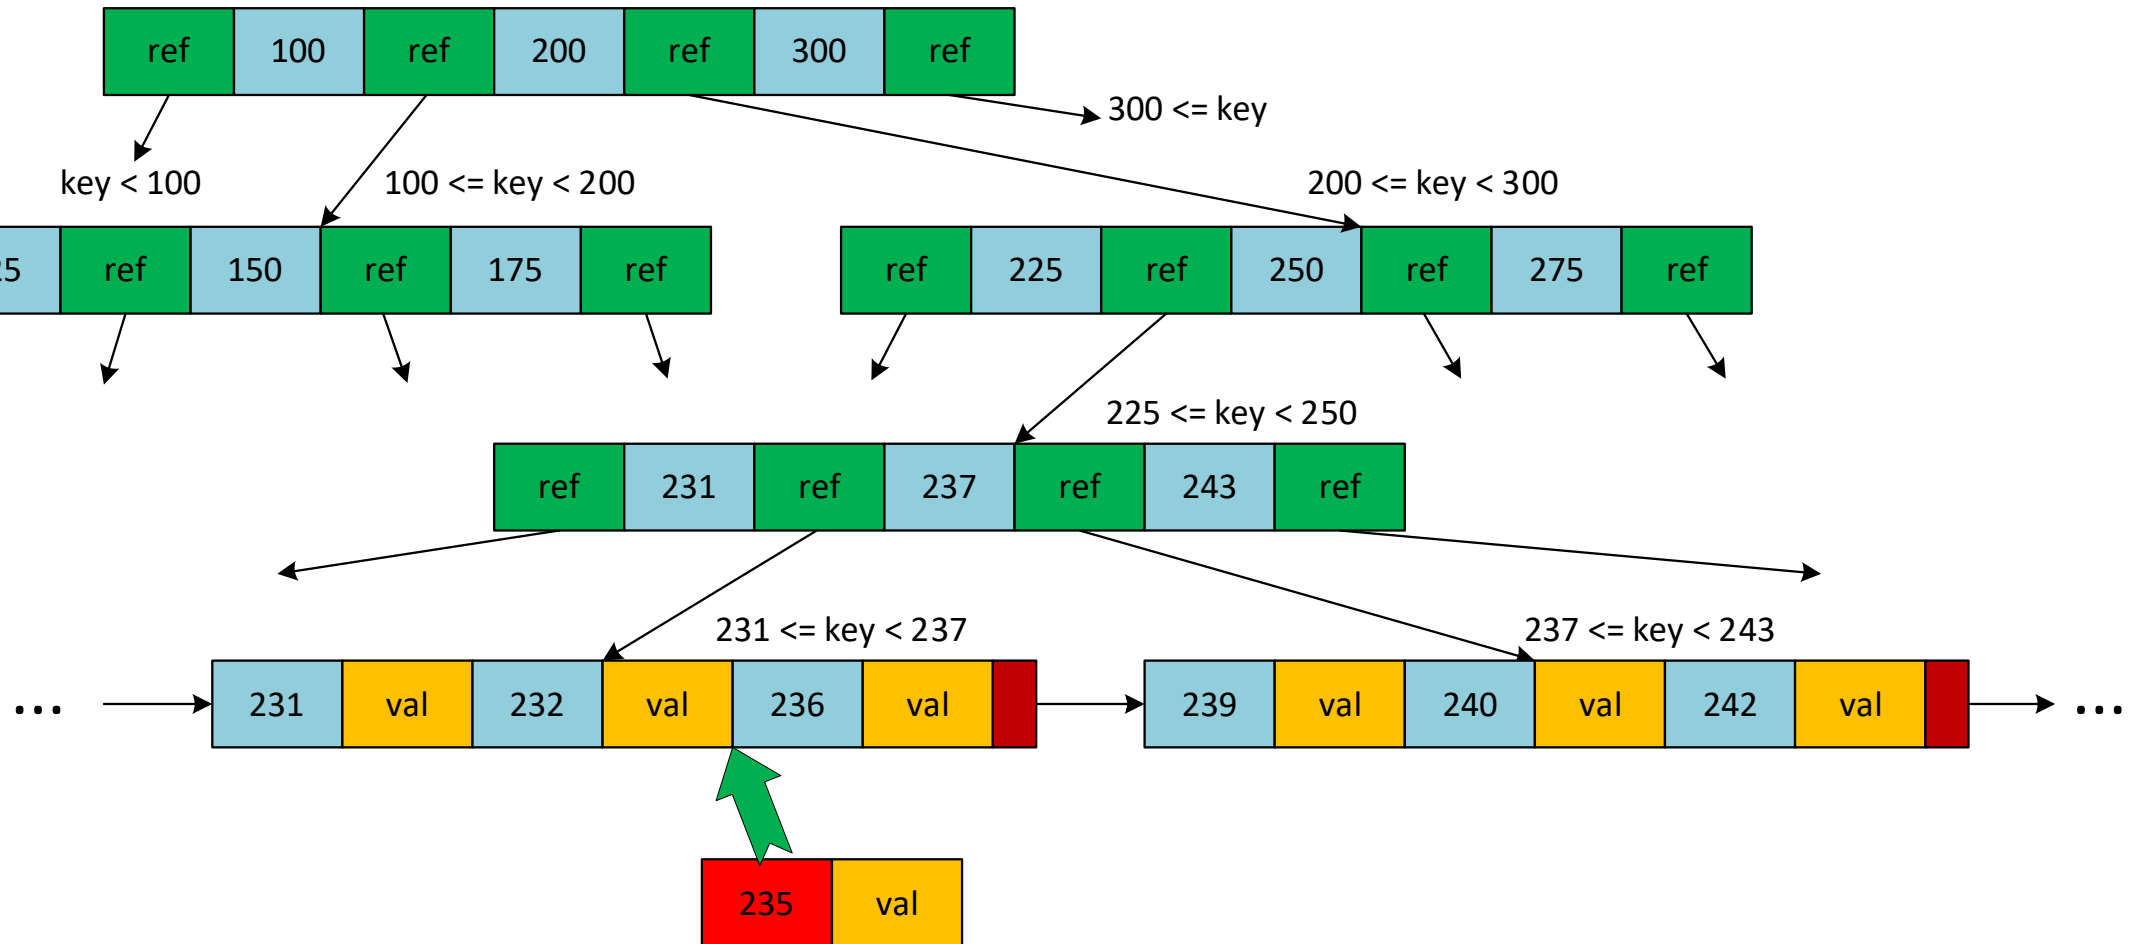 ref 100 ref 200 ref 300 ref
300 <= key
key < 100 100 <= key < 200 200 <= key < 300
5 ref 150 ref 175 ref ref 225 ref 250 ref 275 ref
225 <= key < 250
ref 231 ref 237 ref 243 ref
231 <= key < 237 237 <= key < 243
... 231 val 232 val 236 val 239 val 240 val 242 val ...
235 val